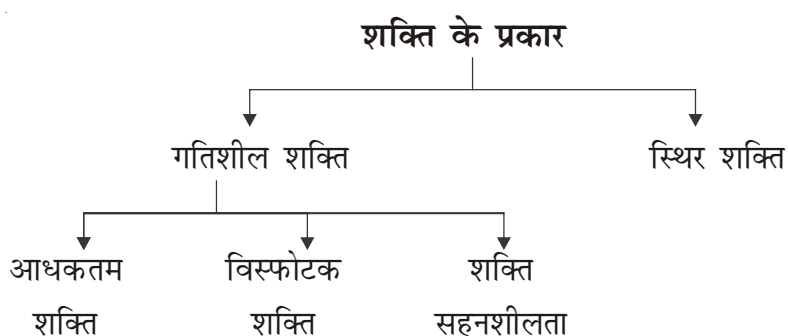 शक्ति के प्रकार
गतिशील शक्ति स्थिर शक्ति
आधकतम विस्फोटक शक्ति
शक्ति शक्ति सहनशीलता